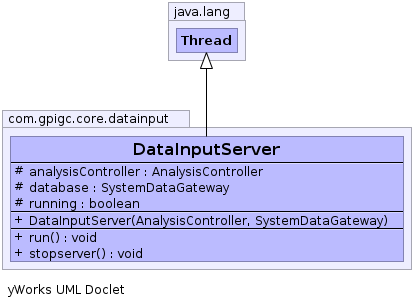 java.lang
Thread
com.gpigc.core.datainput
DataInputServer
# analysisController : AnalysisController
# database : SystemDataGateway
# running : boolean
+ DataInputServer(AnalysisController, SystemDataGateway)
+ run() : void
+ stopserver() : void
yWorks UML Doclet